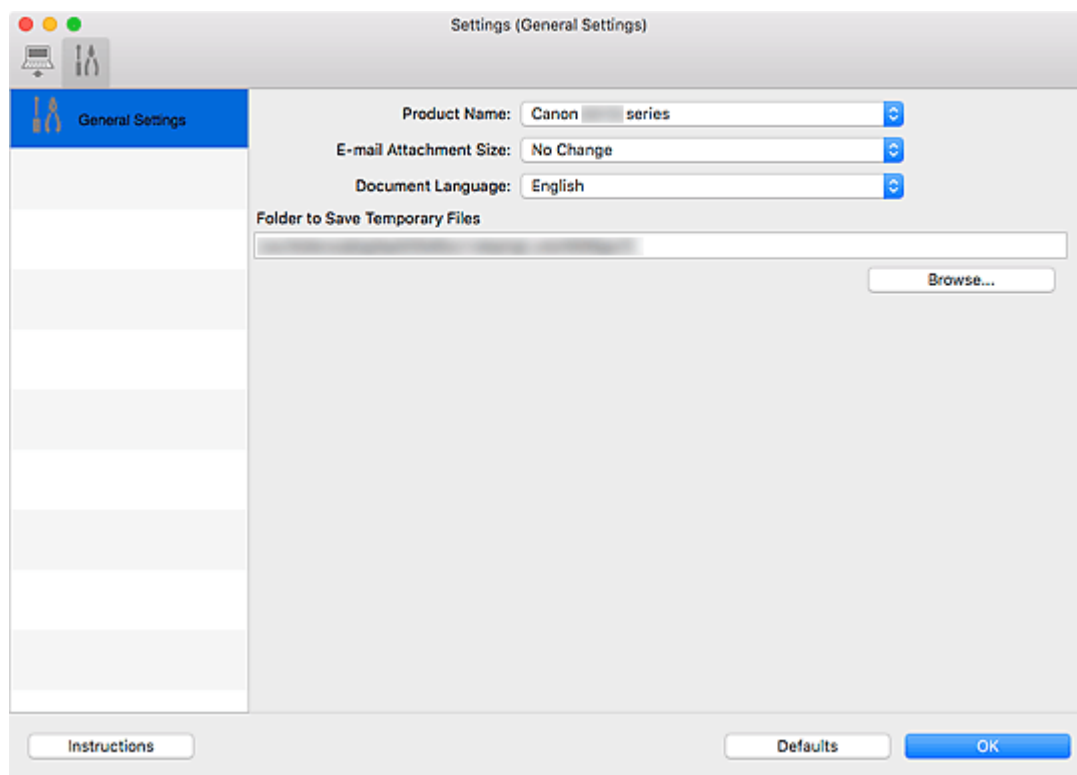 Settings (General Settings)
General Settings
Product Name: Canon series
E-mail Attachment Size: No Change
Document Language: English
Folder to Save Temporary Files
Browse...
Instructions Defaults OK